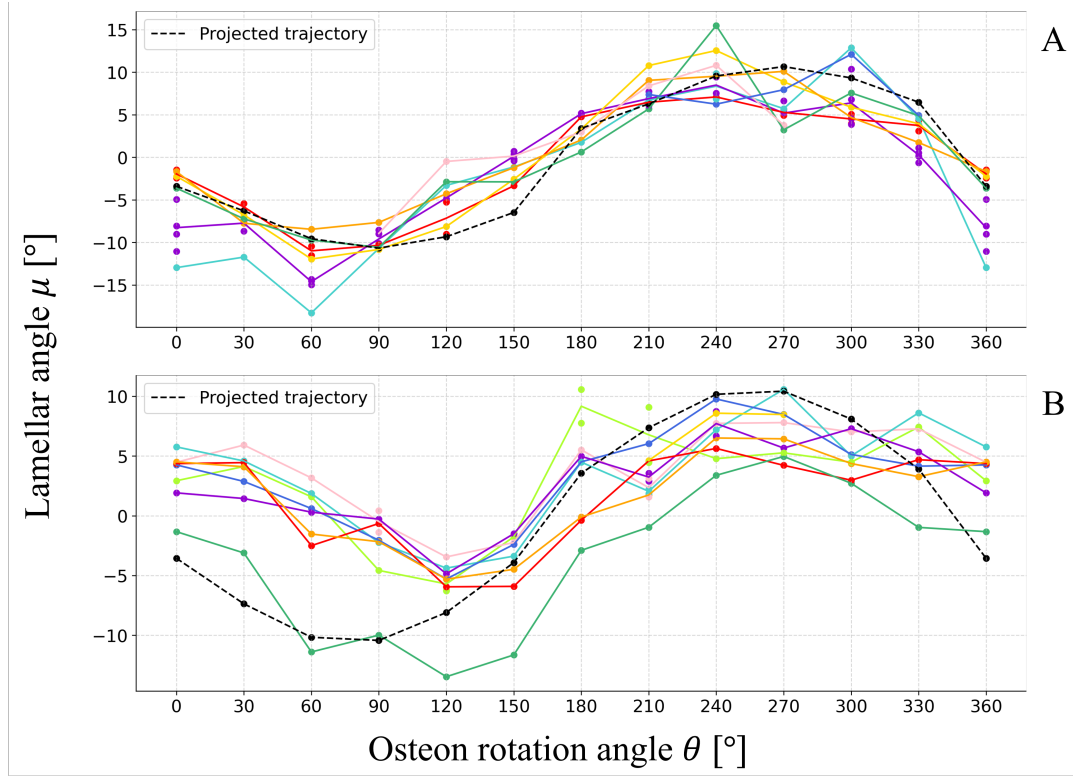 A
Projected trajectory
15
10
5
0
−5
−10
−15
0 30 60 90 120 150 180 210 240 270 300 330 360
B
Projected trajectory
10
5
0
−5
−10
0 30 60 90 120 150 180 210 240 270 300 330 360
Lamellar angle μ [°]
Osteon rotation angle θ [°]